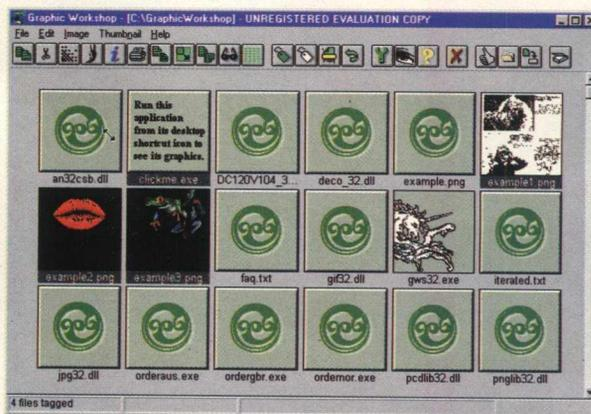 Graphic Workshop - [C:\GraphicWorkshop] - UNREGISTERED EVALUATION COPY
File Edit Image Thumbnail Help
Run this
application
from its desktop
shortcut icon to
see its graphics.
an32csb.dll clickme.exe DC120V104_3... deco_32.dll example.png example1.png
example2.png example3.png faq.txt gif32.dll gws32.exe iterated.txt
jpg32.dll orderaus.exe ordergbr.exe ordernor.exe pcdlib32.dll pnglib32.dll
4 files tagged